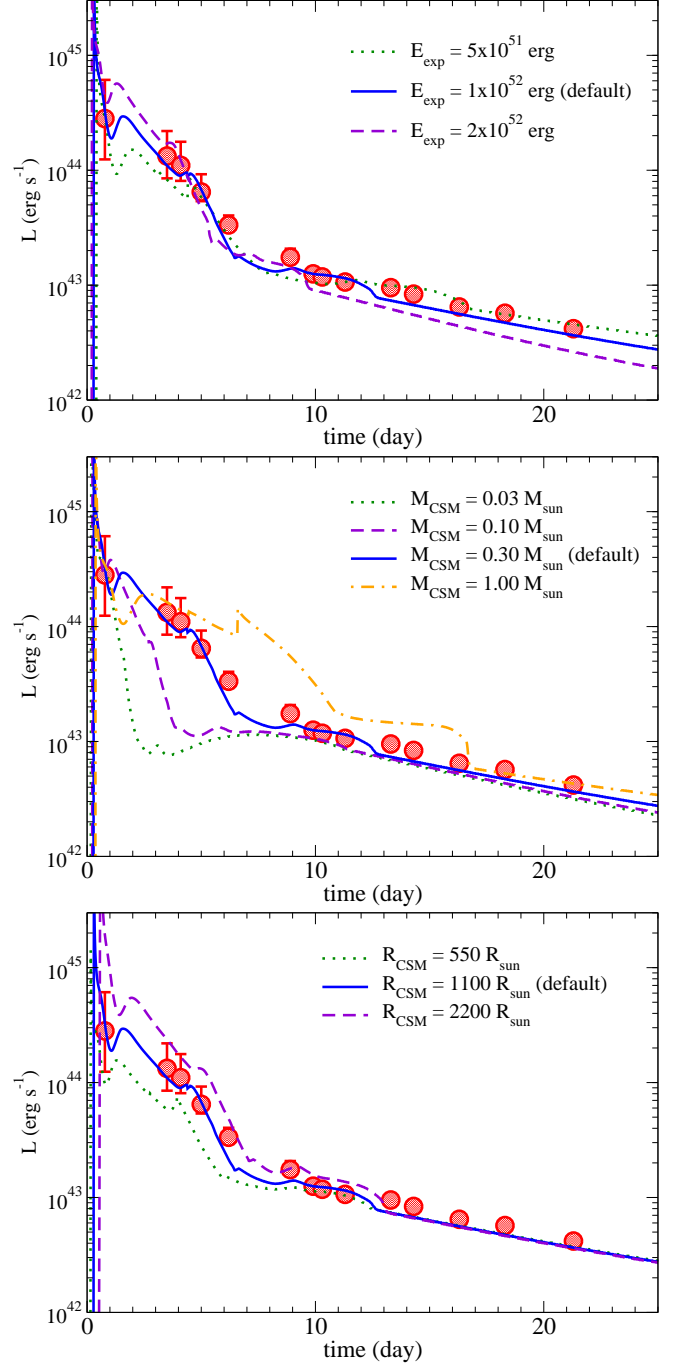 10^45
10^44
10^43
10^42
L (erg s^-1)
E_exp = 5x10^51 erg
E_exp = 1x10^52 erg (default)
E_exp = 2x10^52 erg
0 10 20
time (day)
10^45
10^44
10^43
10^42
L (erg s^-1)
M_CSM = 0.03 M_sun
M_CSM = 0.10 M_sun
M_CSM = 0.30 M_sun (default)
M_CSM = 1.00 M_sun
0 10 20
time (day)
10^45
10^44
10^43
10^42
L (erg s^-1)
R_CSM = 550 R_sun
R_CSM = 1100 R_sun (default)
R_CSM = 2200 R_sun
0 10 20
time (day)